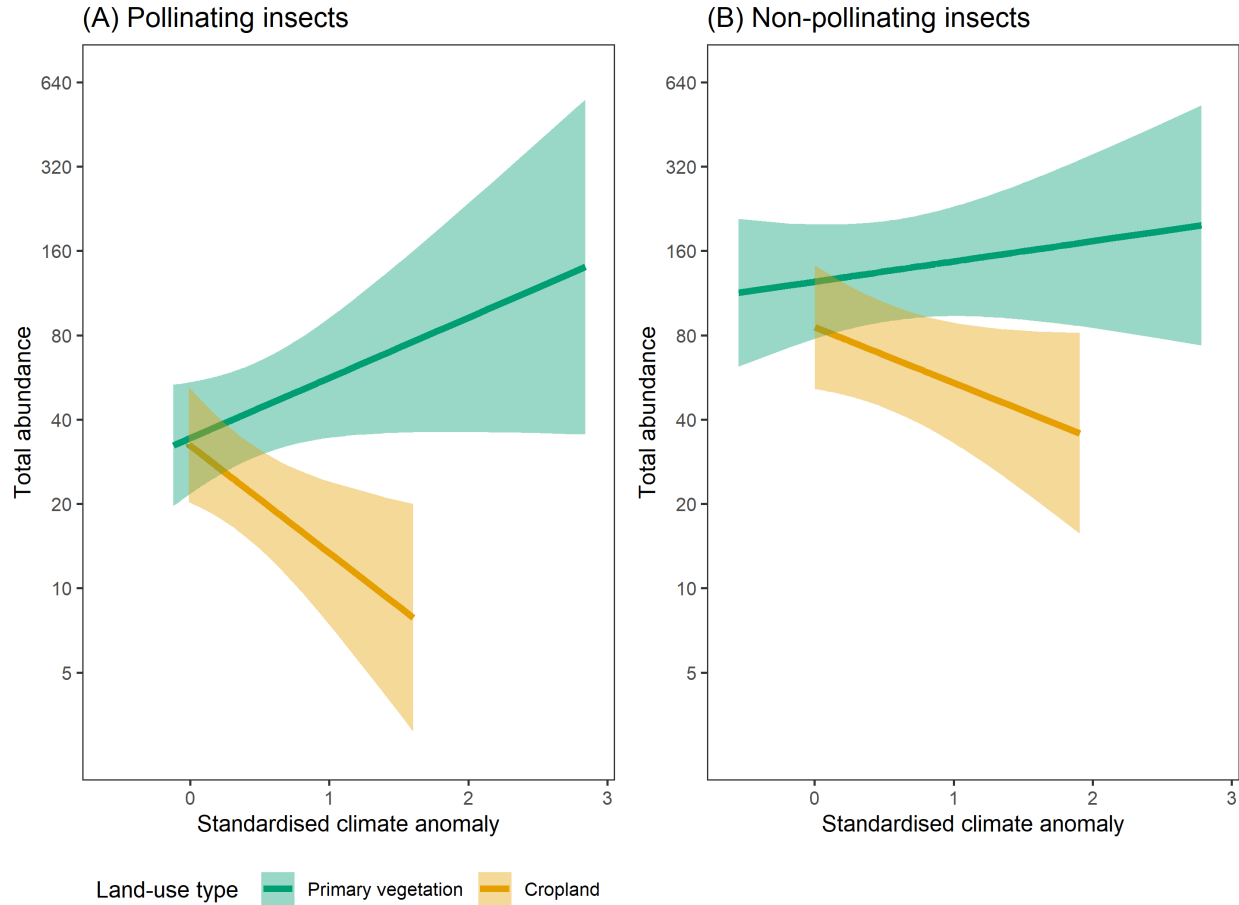 (A) Pollinating insects
640
320
160
80
40
20
10
5
Total abundance
0 1 2 3
Standardised climate anomaly
(B) Non-pollinating insects
640
320
160
80
40
20
10
5
Total abundance
0 1 2 3
Standardised climate anomaly
Land-use type Primary vegetation Cropland